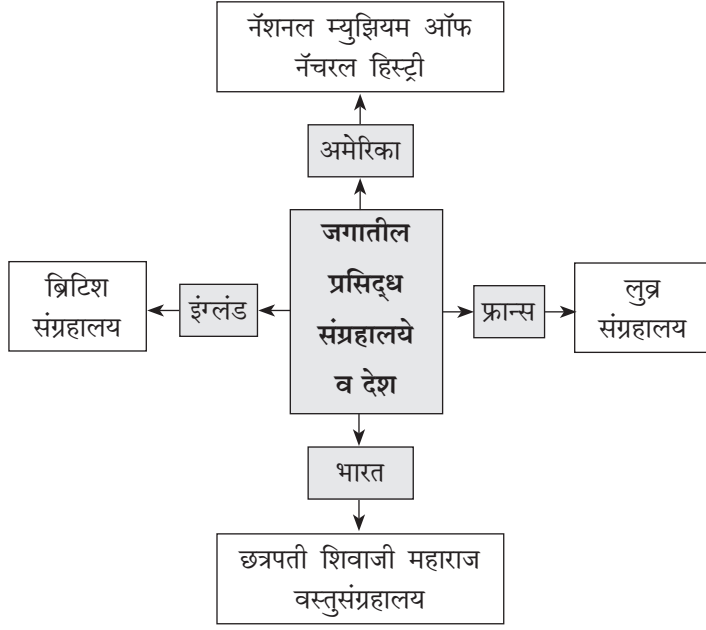 नॅशनल म्युझियम ऑफ
नॅचरल हिस्ट्री
अमेरिका
जगातील
प्रसिद्ध
संग्रहालये
व देश
ब्रिटिश
संग्रहालय
इंग्लंड
फ्रान्स
लुव्र
संग्रहालय
भारत
छत्रपती शिवाजी महाराज
वस्तुसंग्रहालय